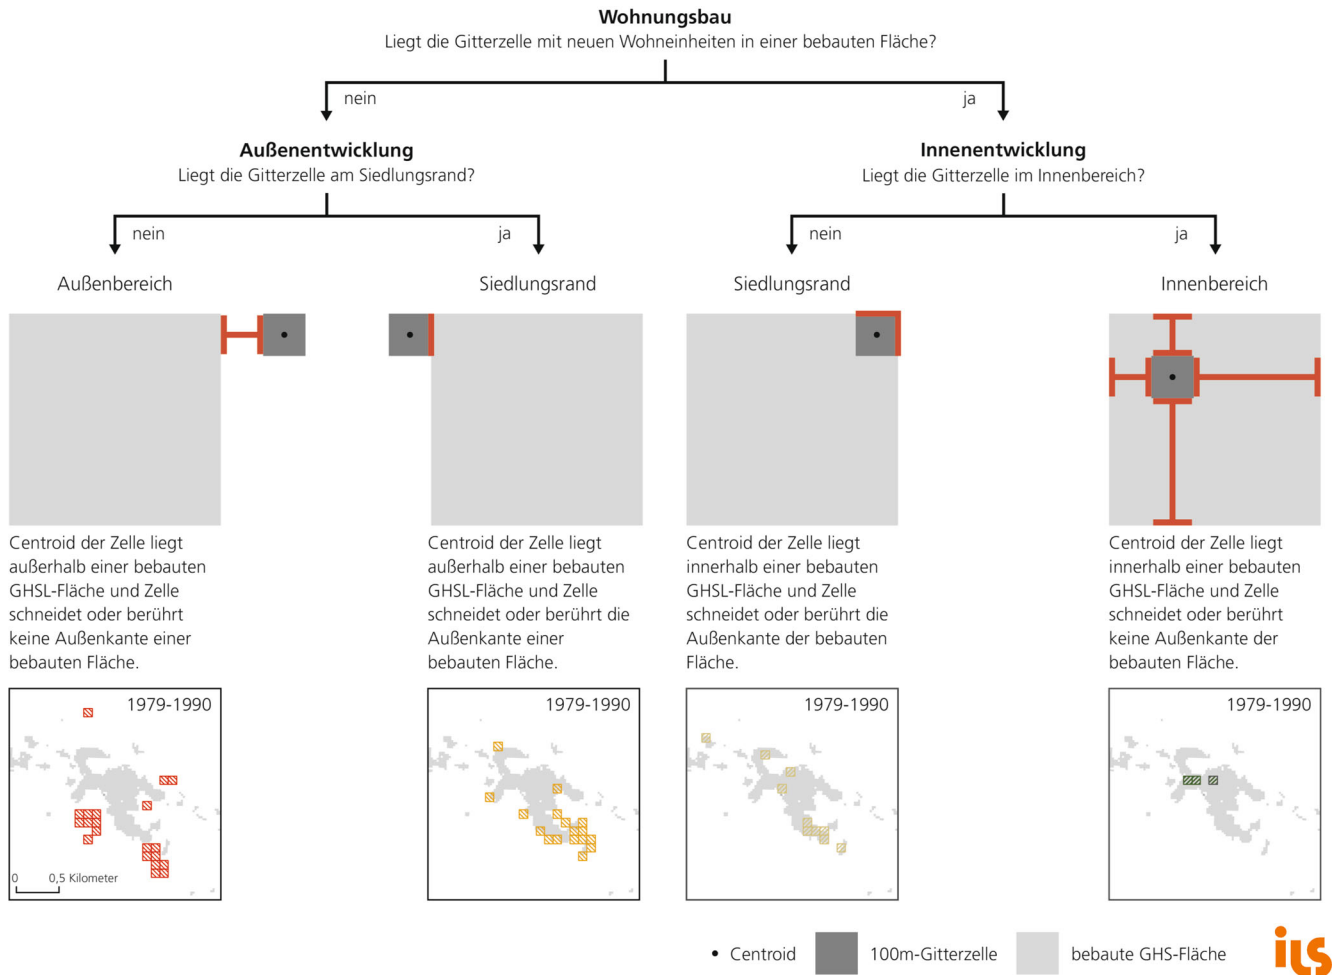 Wohnungsbau
Liegt die Gitterzelle mit neuen Wohneinheiten in einer bebauten Fläche?
nein
ja
Außenentwicklung
Liegt die Gitterzelle am Siedlungsrand?
Innenentwicklung
Liegt die Gitterzelle im Innenbereich?
nein
ja
nein
ja
Außenbereich
Siedlungsrand
Siedlungsrand
Innenbereich
Centroid der Zelle liegt
außerhalb einer bebauten
GHSL-Fläche und Zelle
schneidet oder berührt
keine Außenkante einer
bebauten Fläche.
Centroid der Zelle liegt
außerhalb einer bebauten
GHSL-Fläche und Zelle
schneidet oder berührt die
Außenkante einer
bebauten Fläche.
Centroid der Zelle liegt
innerhalb einer bebauten
GHSL-Fläche und Zelle
schneidet oder berührt die
Außenkante der bebauten
Fläche.
Centroid der Zelle liegt
innerhalb einer bebauten
GHSL-Fläche und Zelle
schneidet oder berührt
keine Außenkante der
bebauten Fläche.
1979-1990
0 0,5 Kilometer
1979-1990
1979-1990
1979-1990
Centroid
100m-Gitterzelle
bebaute GHS-Fläche
ils